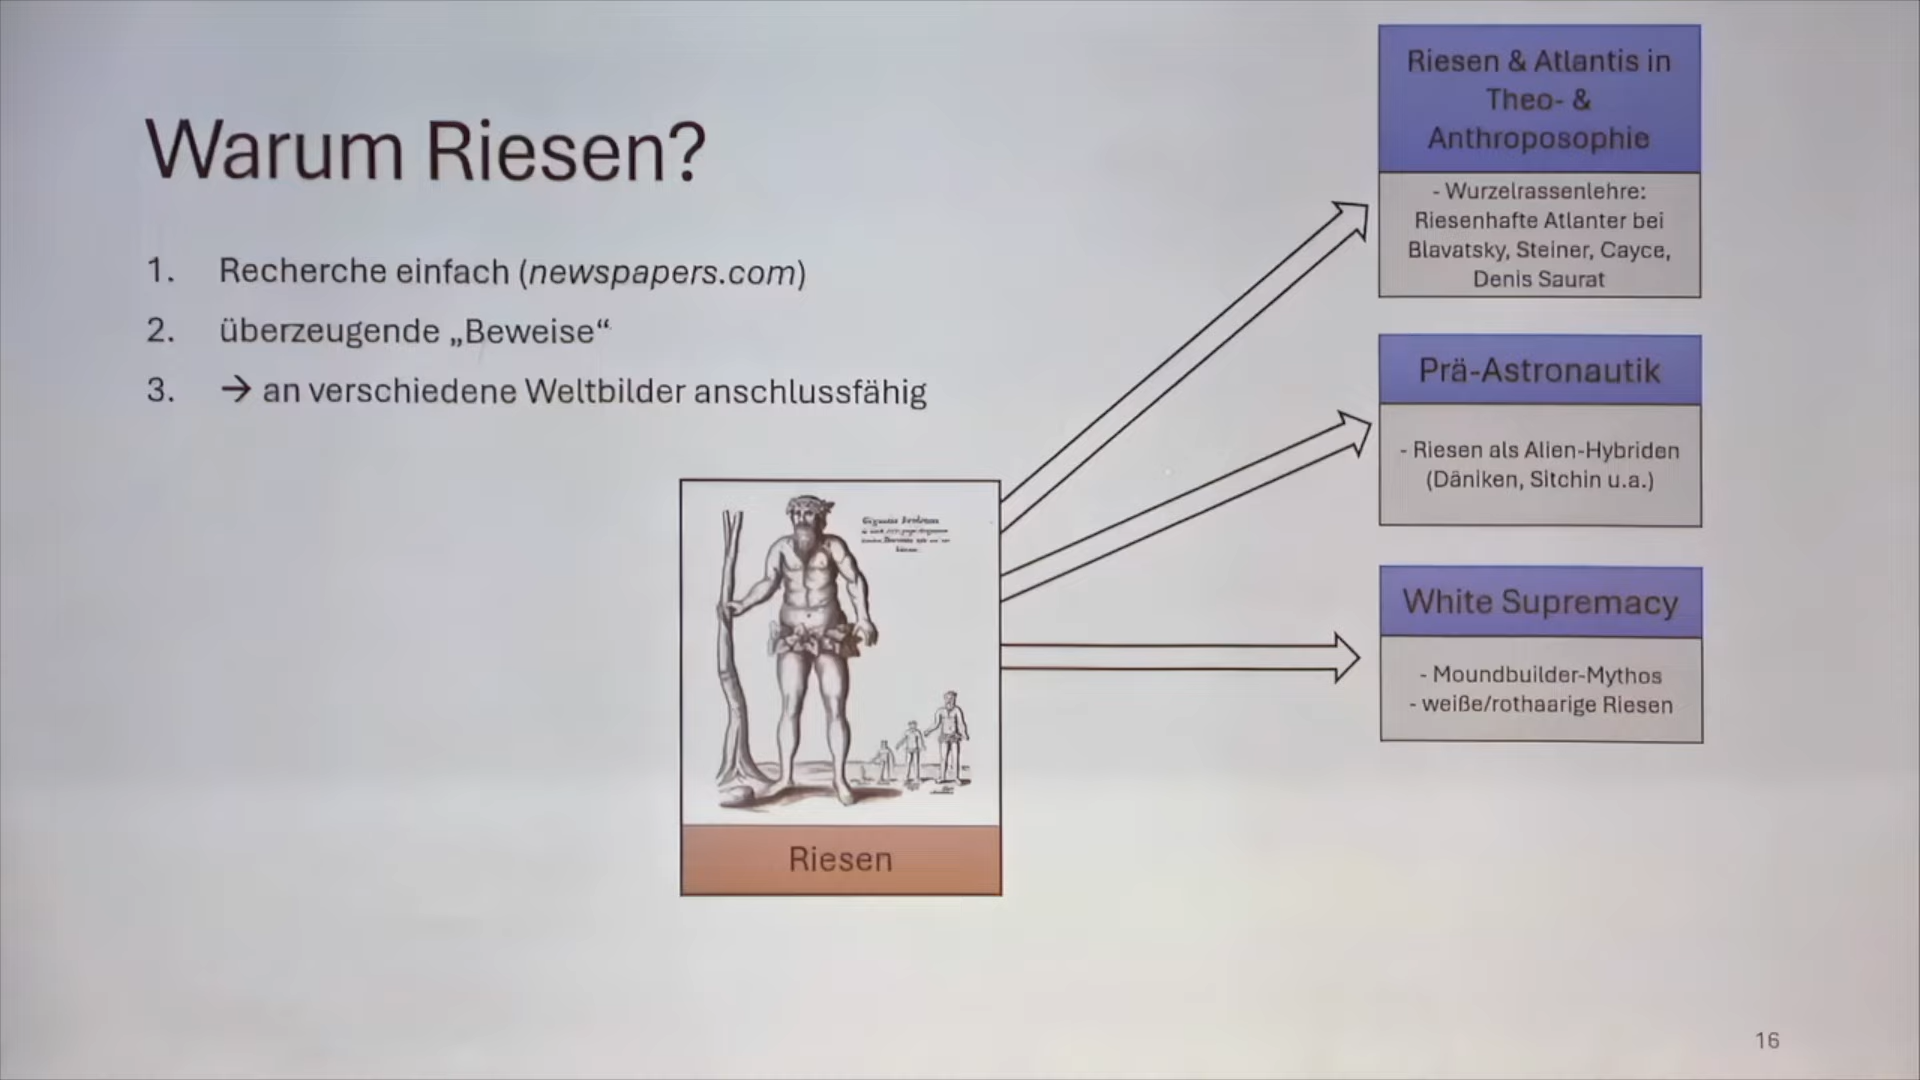 Warum Riesen?
1. Recherche einfach (newspapers.com)
2. überzeugende „Beweise“
3. → an verschiedene Weltbilder anschlussfähig
Riesen
Riesen & Atlantis in
Theo- &
Anthroposophie
- Wurzelrassenlehre:
Riesenhafte Atlanter bei
Blavatsky, Steiner, Cayce,
Denis Saurat
Prä-Astronautik
- Riesen als Alien-Hybriden
(Däniken, Sitchin u.a.)
White Supremacy
- Moundbuilder-Mythos
- weiße/rothaarige Riesen
16